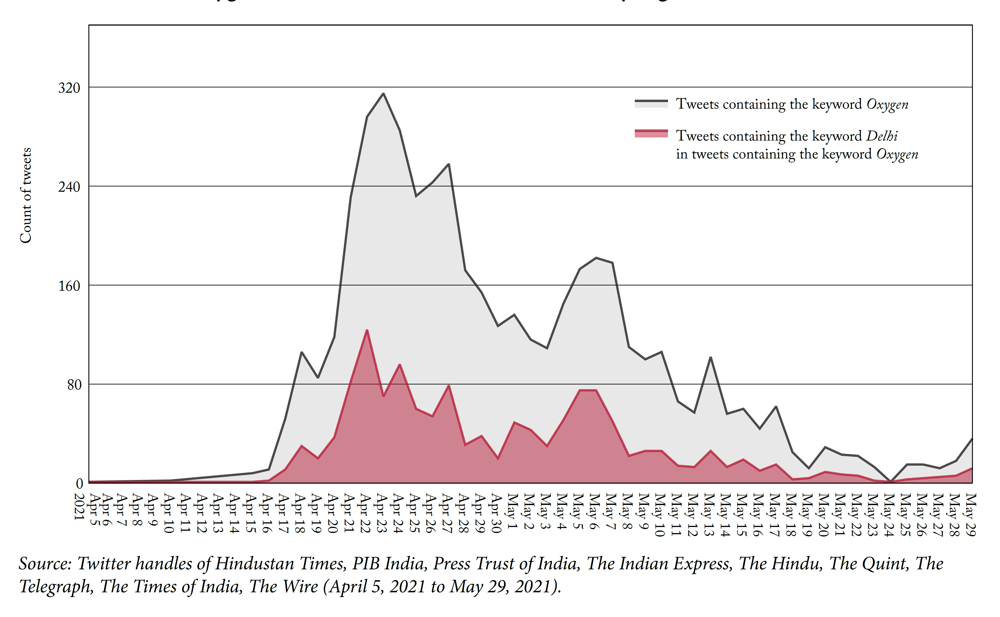 320
240
160
80
0
Count of tweets
Tweets containing the keyword Oxygen
Tweets containing the keyword Delhi
in tweets containing the keyword Oxygen
2021
Apr 5
Apr 6
Apr 7
Apr 8
Apr 9
Apr 10
Apr 11
Apr 12
Apr 13
Apr 14
Apr 15
Apr 16
Apr 17
Apr 18
Apr 19
Apr 20
Apr 21
Apr 22
Apr 23
Apr 24
Apr 25
Apr 26
Apr 27
Apr 28
Apr 29
Apr 30
May 1
May 2
May 3
May 4
May 5
May 6
May 7
May 8
May 9
May 10
May 11
May 12
May 13
May 14
May 15
May 16
May 17
May 18
May 19
May 20
May 21
May 22
May 23
May 24
May 25
May 26
May 27
May 28
May 29
Source: Twitter handles of Hindustan Times, PIB India, Press Trust of India, The Indian Express, The Hindu, The Quint, The
Telegraph, The Times of India, The Wire (April 5, 2021 to May 29, 2021).